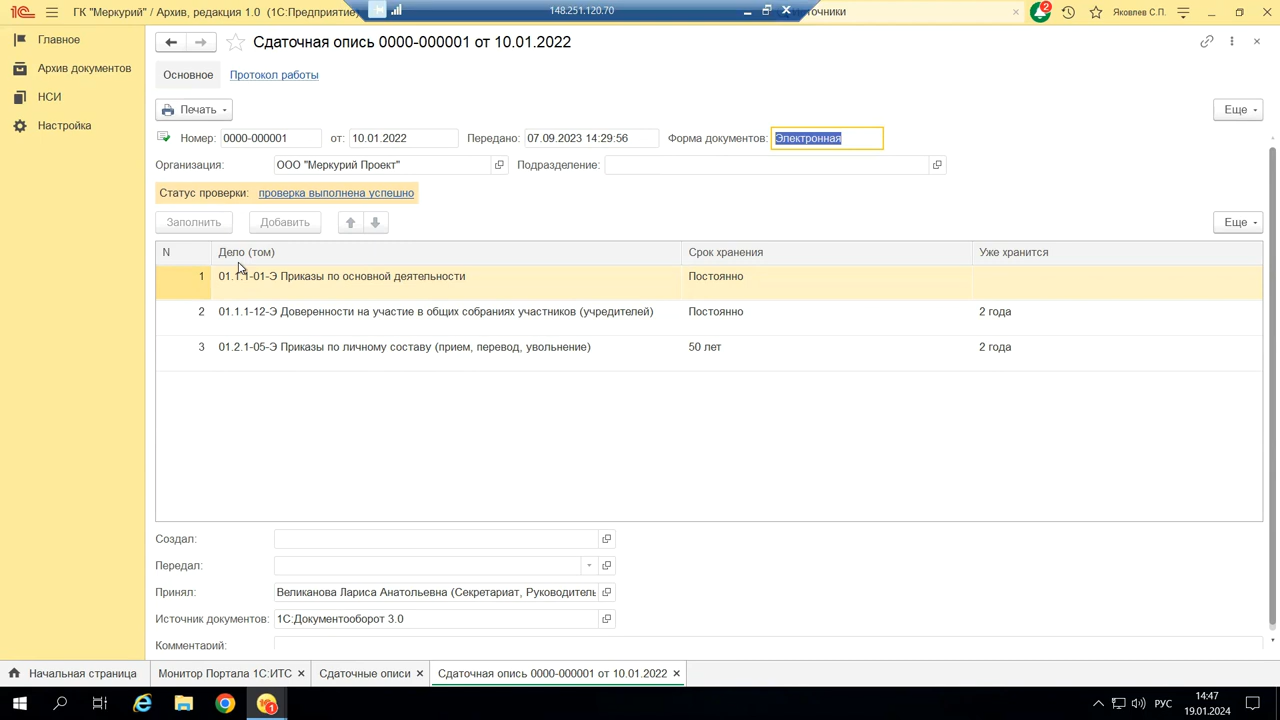 ГК "Меркурий" / Архив, редакция 1.0 (1С:Предприятие)
148.251.120.70
точники
2
Яковлев С.П.
Главное
Архив документов
НСИ
Настройка
Сдаточная опись 0000-000001 от 10.01.2022
Основное Протокол работы
Печать Еще
Номер: 0000-000001 от: 10.01.2022 Передано: 07.09.2023 14:29:56 Форма документов: Электронная
Организация: ООО "Меркурий Проект" Подразделение:
Статус проверки: проверка выполнена успешно
Заполнить Добавить Еще
N Дело (том) Срок хранения Уже хранится
1 01.1.1-01-Э Приказы по основной деятельности Постоянно
2 01.1.1-12-Э Доверенности на участие в общих собраниях участников (учредителей) Постоянно 2 года
3 01.2.1-05-Э Приказы по личному составу (прием, перевод, увольнение) 50 лет 2 года
Создал:
Передал:
Принял: Великанова Лариса Анатольевна (Секретариат, Руководитель
Источник документов: 1С:Документооборот 3.0
Комментарий:
Начальная страница Монитор Портала 1С:ИТС Сдаточные описи Сдаточная опись 0000-000001 от 10.01.2022
1 РУС 14:47
19.01.2024